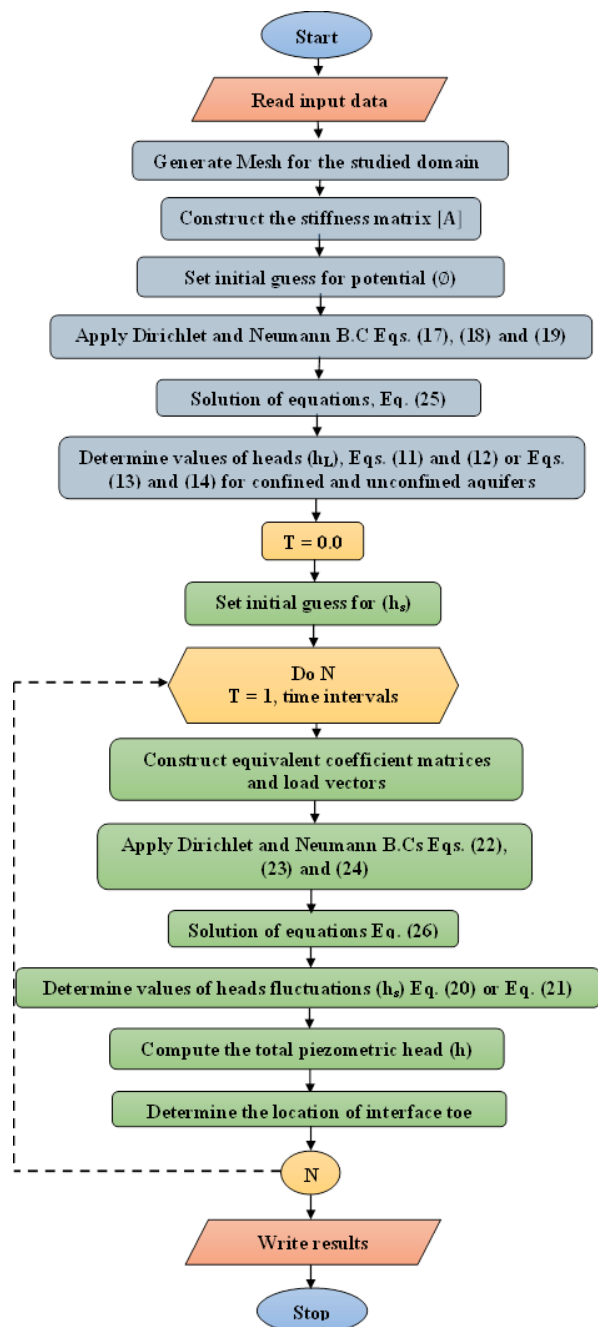 Start
Read input data
Generate Mesh for the studied domain
Construct the stiffness matrix [A]
Set initial guess for potential (Ø)
Apply Dirichlet and Neumann B.C Eqs. (17), (18) and (19)
Solution of equations, Eq. (25)
Determine values of heads (hL), Eqs. (11) and (12) or Eqs.
(13) and (14) for confined and unconfined aquifers
T = 0.0
Set initial guess for (hs)
Do N
T = 1, time intervals
Construct equivalent coefficient matrices
and load vectors
Apply Dirichlet and Neumann B.Cs Eqs. (22),
(23) and (24)
Solution of equations Eq. (26)
Determine values of heads fluctuations (hs) Eq. (20) or Eq. (21)
Compute the total piezometric head (h)
Determine the location of interface toe
N
Write results
Stop